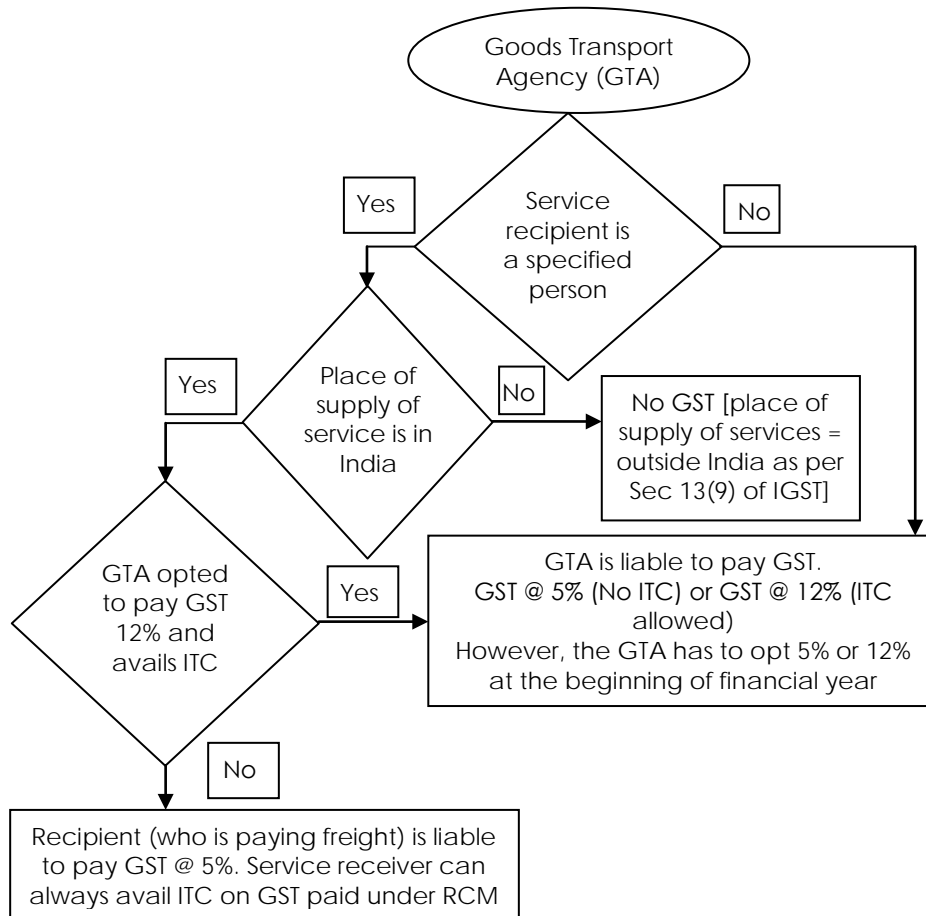 Goods Transport
Agency (GTA)
Yes
Service
recipient is
a specified
person
No
Yes
Place of
supply of
service is in
India
No
No GST [place of
supply of services =
outside India as per
Sec 13(9) of IGST]
GTA opted
to pay GST
12% and
avails ITC
Yes
GTA is liable to pay GST.
GST @ 5% (No ITC) or GST @ 12% (ITC
allowed)
However, the GTA has to opt 5% or 12%
at the beginning of financial year
No
Recipient (who is paying freight) is liable
to pay GST @ 5%. Service receiver can
always avail ITC on GST paid under RCM